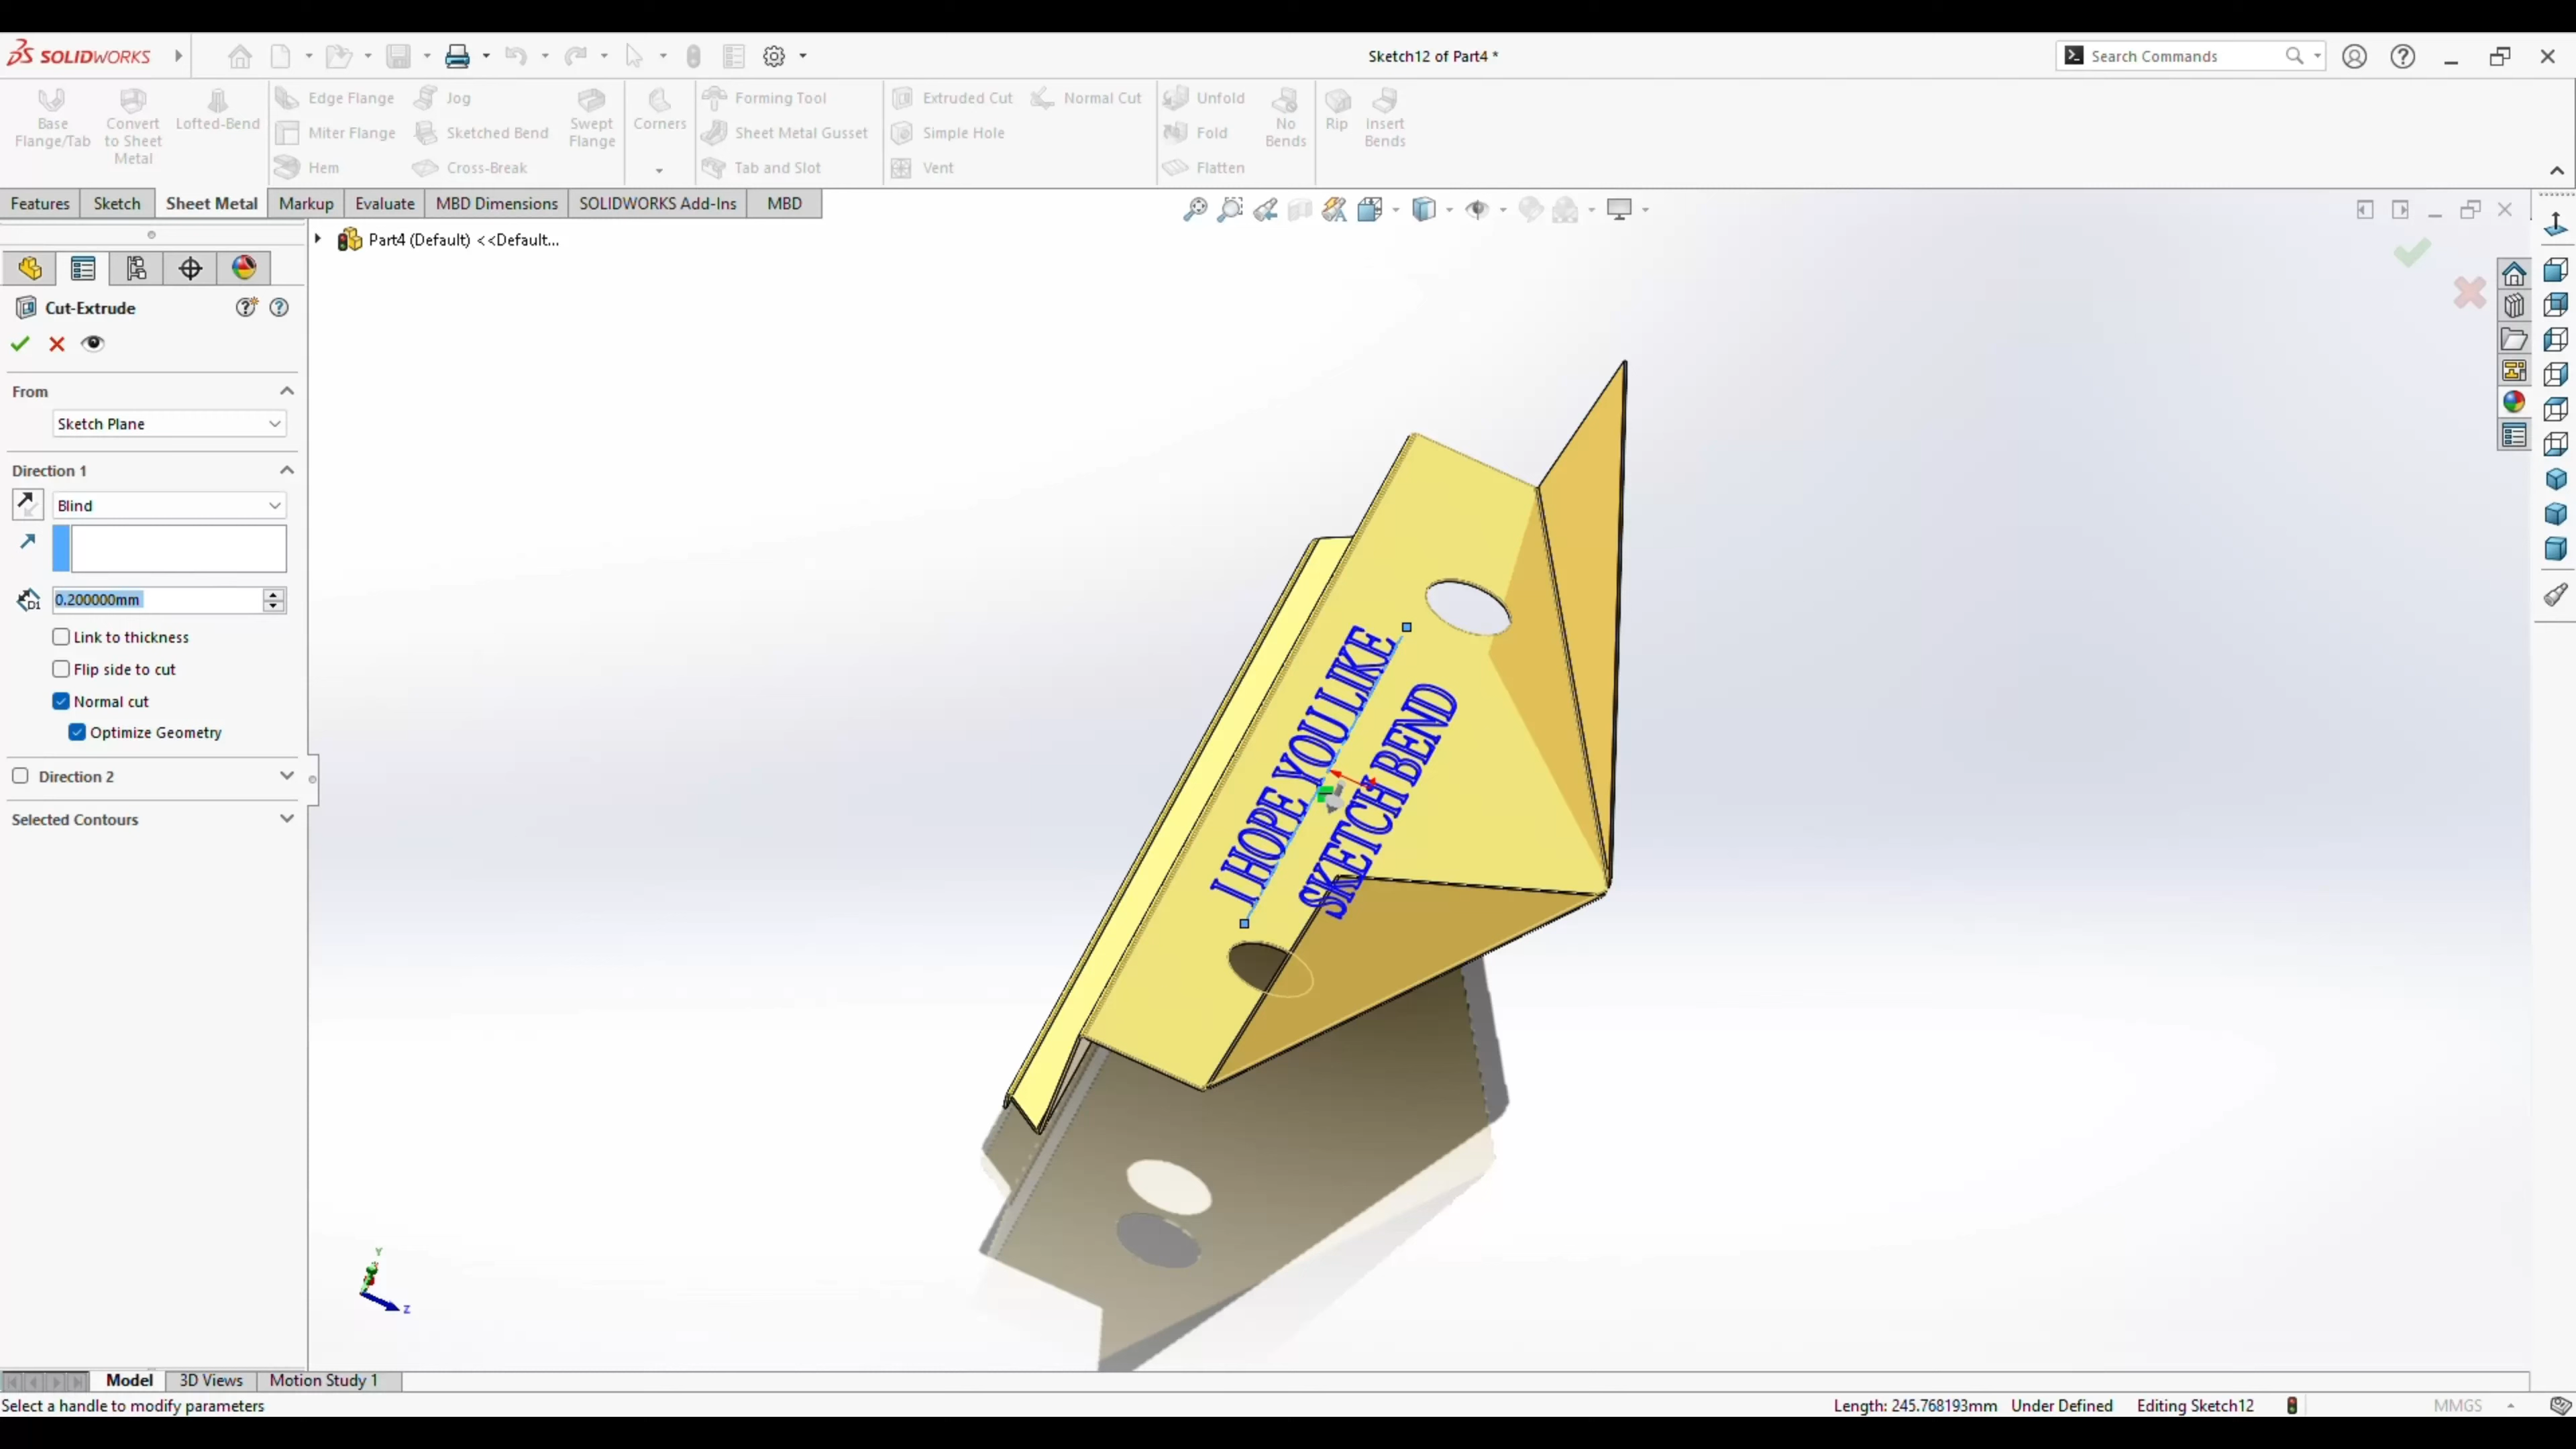 SOLIDWORKS
Sketch12 of Part4 *
Search Commands
Base Flange/Tab
Convert to Sheet Metal
Lofted-Bend
Edge Flange
Miter Flange
Hem
Jog
Sketched Bend
Cross-Break
Swept Flange
Corners
Forming Tool
Sheet Metal Gusset
Tab and Slot
Extruded Cut
Simple Hole
Vent
Normal Cut
Unfold
Fold
Flatten
No Bends
Rip
Insert Bends
Features
Sketch
Sheet Metal
Markup
Evaluate
MBD Dimensions
SOLIDWORKS Add-Ins
MBD
Part4 (Default) <<Default...
Cut-Extrude
From
Sketch Plane
Direction 1
Blind
D1
0.200000mm
Link to thickness
Flip side to cut
Normal cut
Optimize Geometry
Direction 2
Selected Contours
I HOPE YOU LIKE
SKETCH BEND
Y
Z
Model
3D Views
Motion Study 1
Select a handle to modify parameters
Length: 245.768193mm
Under Defined
Editing Sketch12
MMGS